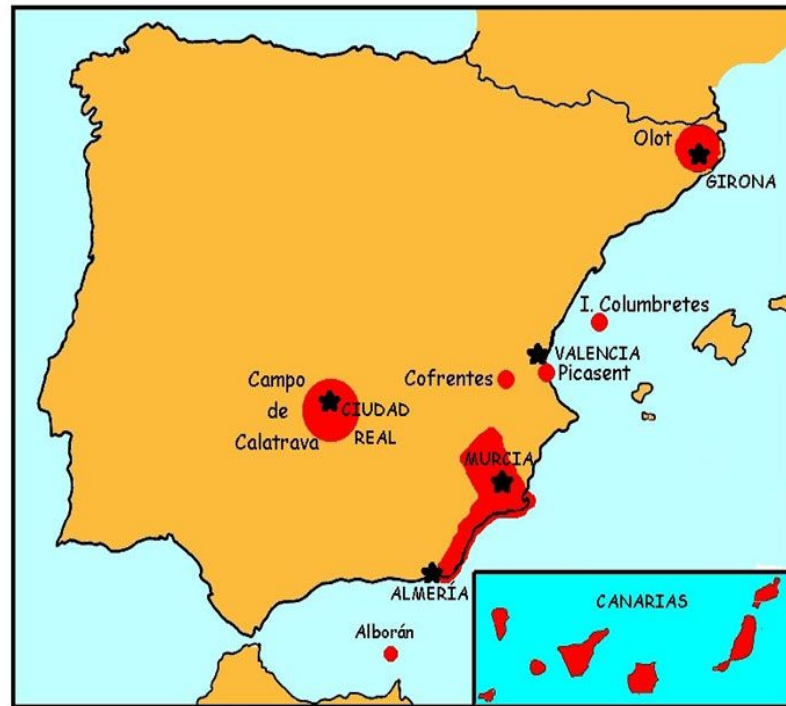 Olot
GIRONA
I. Columbretes
VALENCIA
Picasent
Cofrentes
Campo
de
Calatrava
CIUDAD
REAL
MURCIA
ALMERÍA
Alborán
CANARIAS